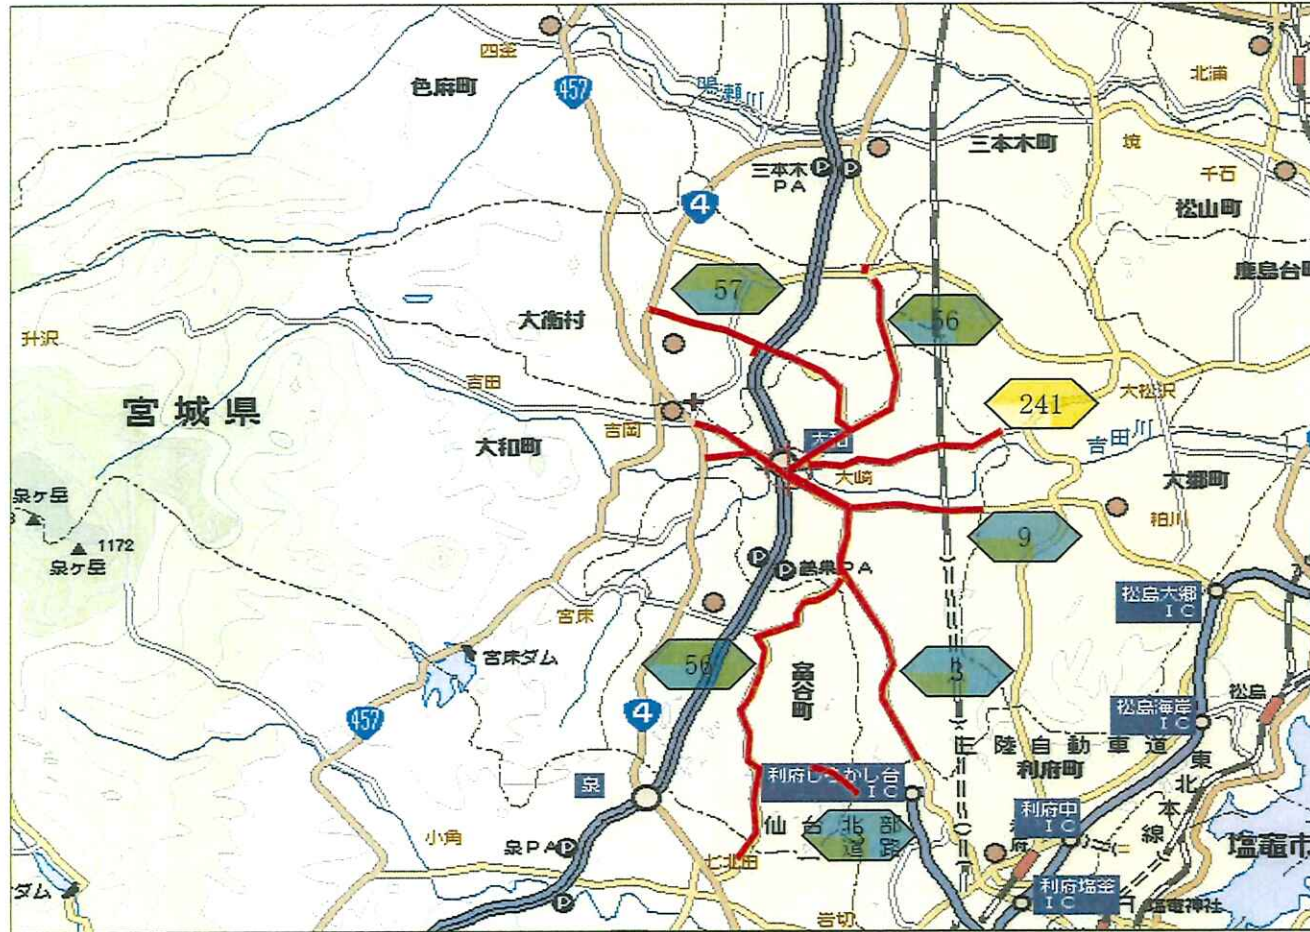 四釜
北浦
色麻町
457
鳴瀬川
三本木町
境
三本木
PA
千石
4
松山町
鹿島台町
57
56
升沢
大衡村
吉田
241
大松沢
宮城県
大和
吉岡
吉田川
大和町
大崎
大郷町
粕川
泉ヶ岳
1172
泉ヶ岳
9
鶴巣PA
松島大郷
IC
宮床
宮床ダム
56
富谷町
3
松島
457
4
松島海岸
IC
三陸自動車道
利府町
泉
利府しらかし台
IC
東北本線
利府中
IC
小角
仙台北部
道路
利府
塩竈市
泉PA
七北田
ダム
利府塩釜
IC
塩竈神社
岩切